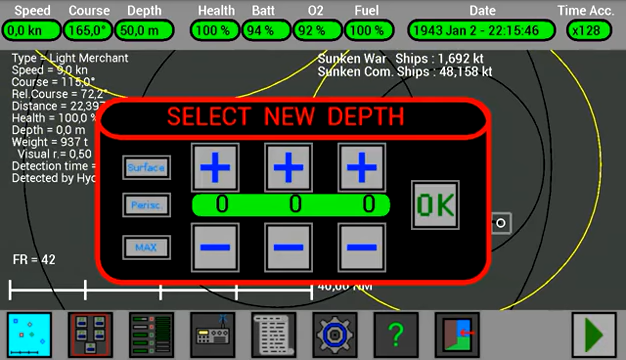 Speed Course Depth Health Batt O2 Fuel Date Time Acc.
0,0 kn 165,0° 50,0 m 100 % 94 % 92 % 100 % 1943 Jan 2 - 22:15:46 x128
Type = Light Merchant
Speed = 9,0 kn
Course = 115,0°
Rel.Course = 72,2°
Distance = 22,397
Health = 100,0 %
Depth = 0,0 m
Weight = 937 t
Visual r.= 0,50
Detection time =
Detected by Hyd
Sunken War. Ships : 1,692 kt
Sunken Com. Ships : 48,158 kt
SELECT NEW DEPTH
Surface + + +
Perisc. 0 0 0 OK
MAX - - -
FR = 42
40,00 NM
?